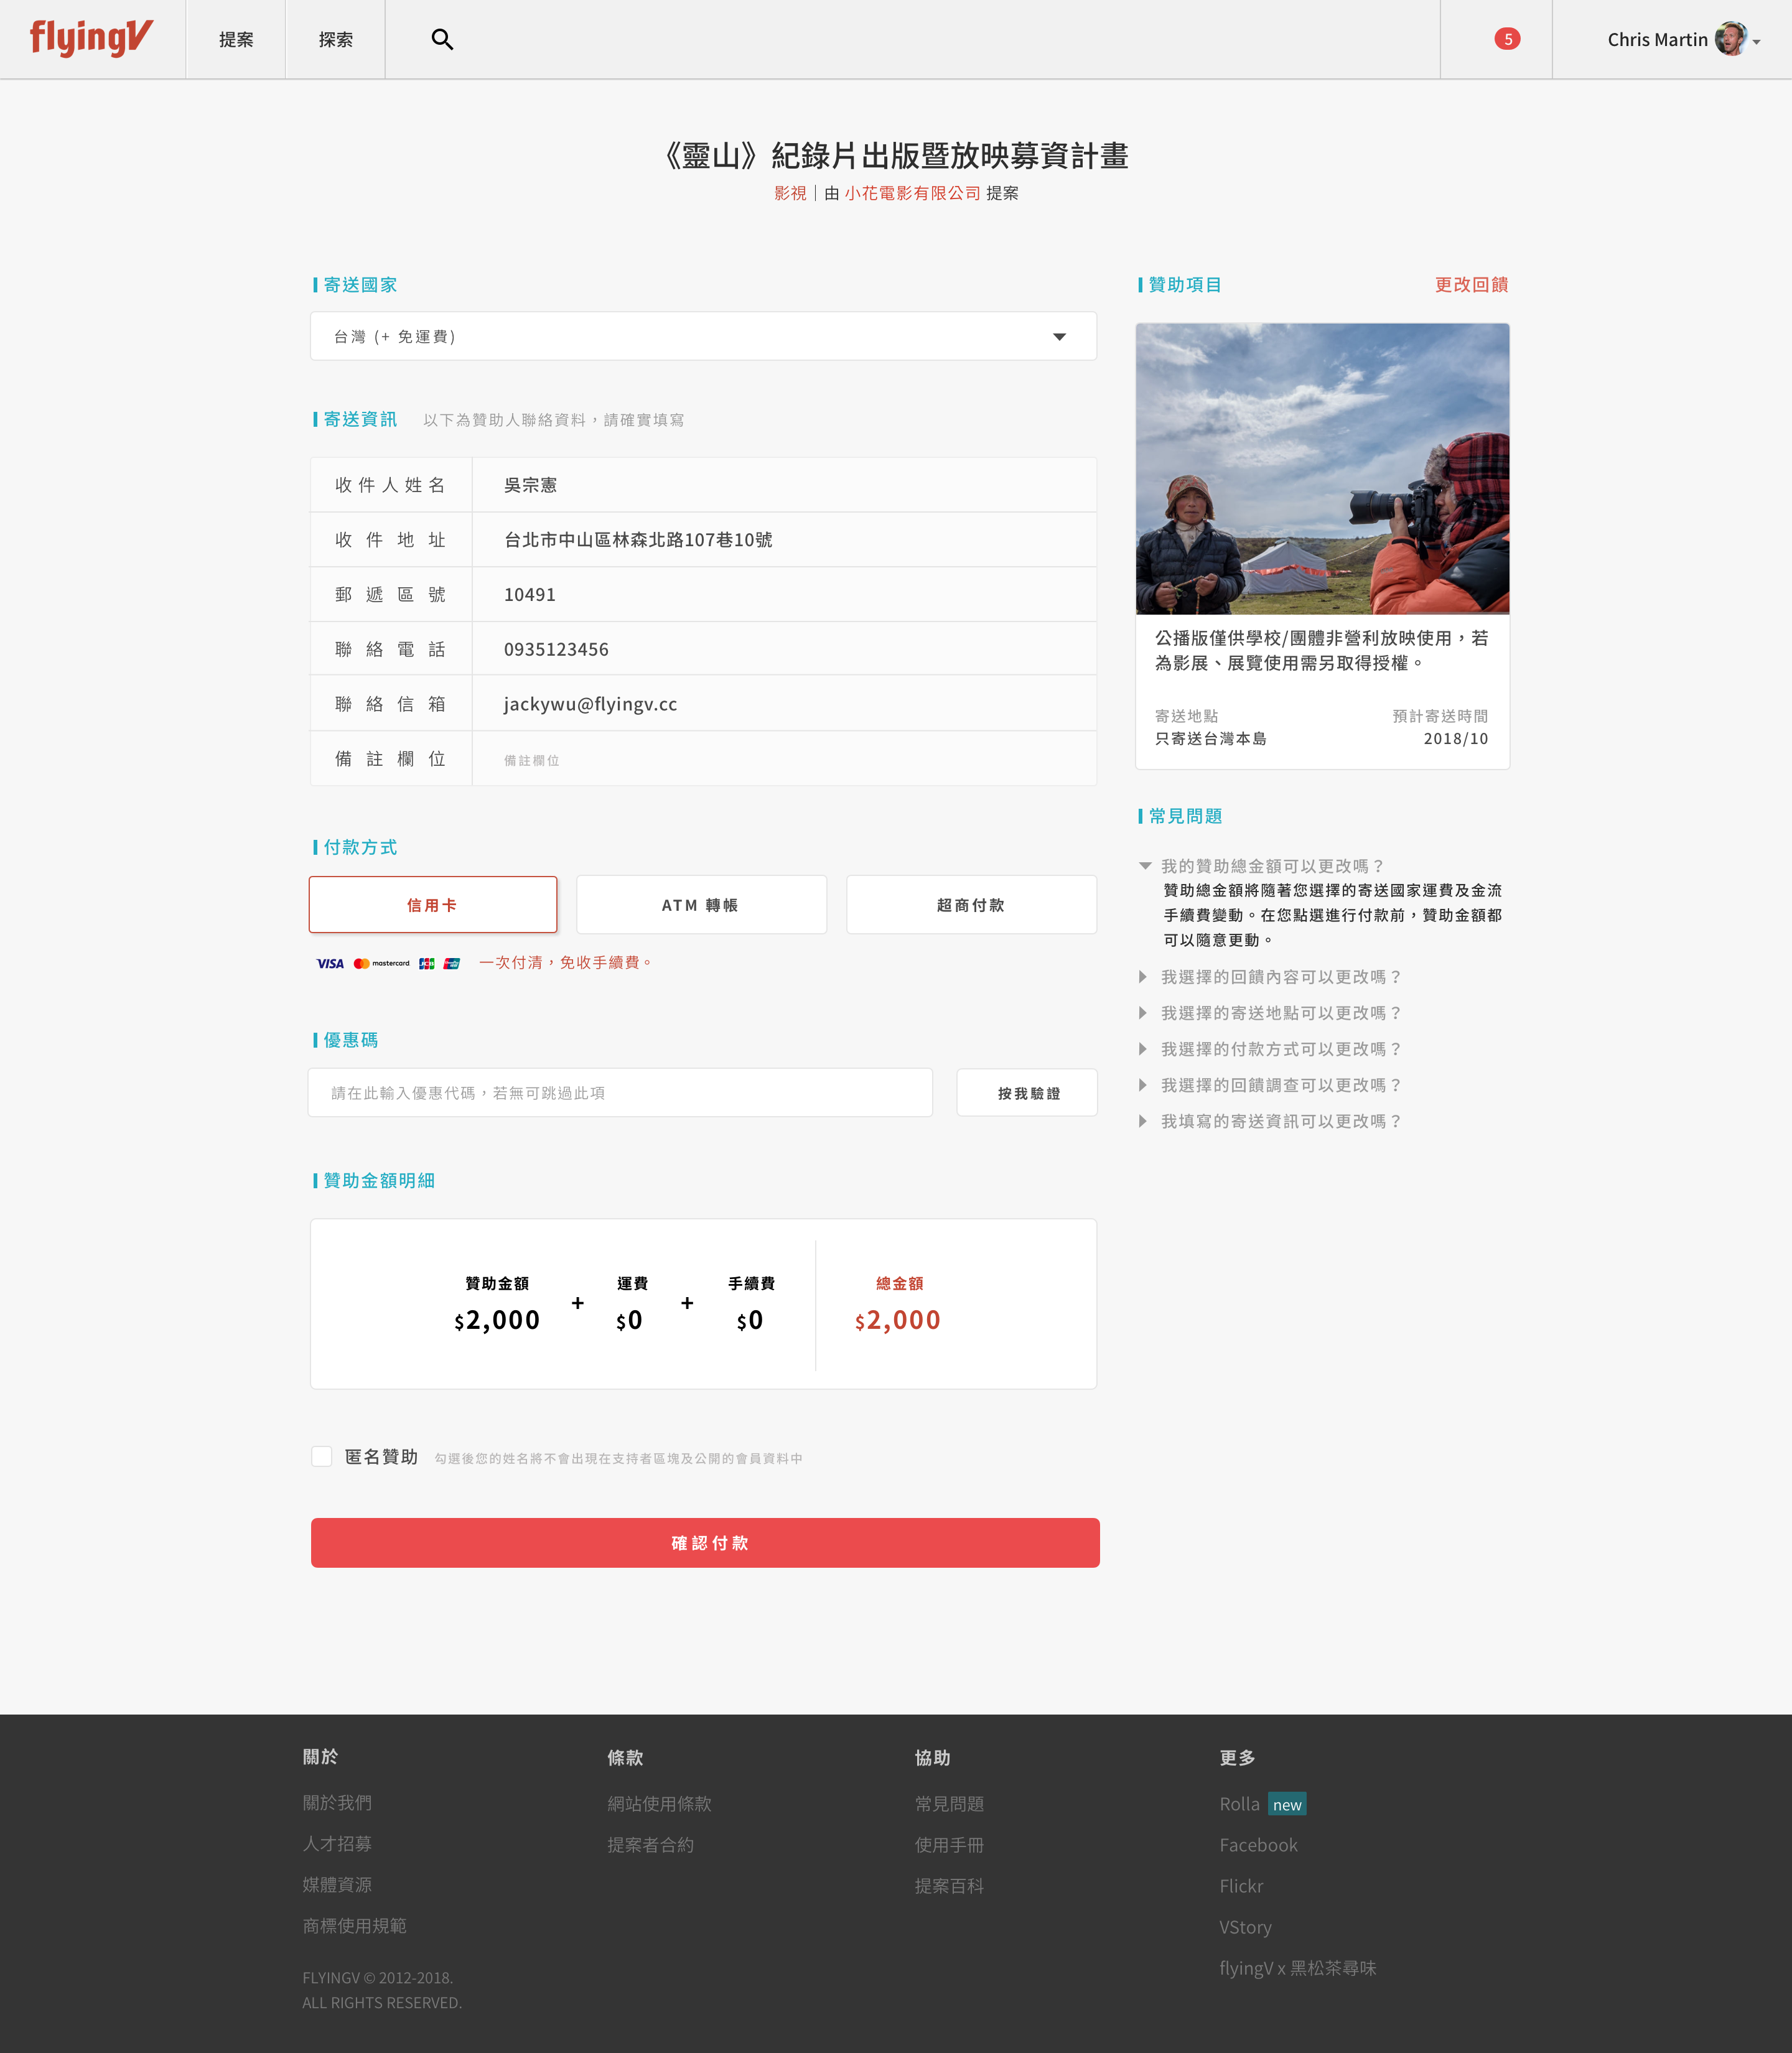 flyingV
提案
探索
5
Chris Martin
《靈山》紀錄片出版暨放映募資計畫
影視｜由 小花電影有限公司 提案
寄送國家
台灣 (+ 免運費)
寄送資訊 以下為贊助人聯絡資料，請確實填寫
收件人姓名 吳宗憲
收件地址 台北市中山區林森北路107巷10號
郵遞區號 10491
聯絡電話 0935123456
聯絡信箱 jackywu@flyingv.cc
備註欄位 備註欄位
付款方式
信用卡
ATM 轉帳
超商付款
VISA mastercard JCB 一次付清，免收手續費。
優惠碼
請在此輸入優惠代碼，若無可跳過此項
按我驗證
贊助金額明細
贊助金額 運費 手續費 總金額
$2,000 + $0 + $0 $2,000
匿名贊助 勾選後您的姓名將不會出現在支持者區塊及公開的會員資料中
確認付款
贊助項目 更改回饋
公播版僅供學校/團體非營利放映使用，若
為影展、展覽使用需另取得授權。
寄送地點 預計寄送時間
只寄送台灣本島 2018/10
常見問題
我的贊助總金額可以更改嗎？
贊助總金額將隨著您選擇的寄送國家運費及金流
手續費變動。在您點選進行付款前，贊助金額都
可以隨意更動。
我選擇的回饋內容可以更改嗎？
我選擇的寄送地點可以更改嗎？
我選擇的付款方式可以更改嗎？
我選擇的回饋調查可以更改嗎？
我填寫的寄送資訊可以更改嗎？
關於
關於我們
人才招募
媒體資源
商標使用規範
FLYINGV © 2012-2018.
ALL RIGHTS RESERVED.
條款
網站使用條款
提案者合約
協助
常見問題
使用手冊
提案百科
更多
Rolla new
Facebook
Flickr
VStory
flyingV x 黑松茶尋味